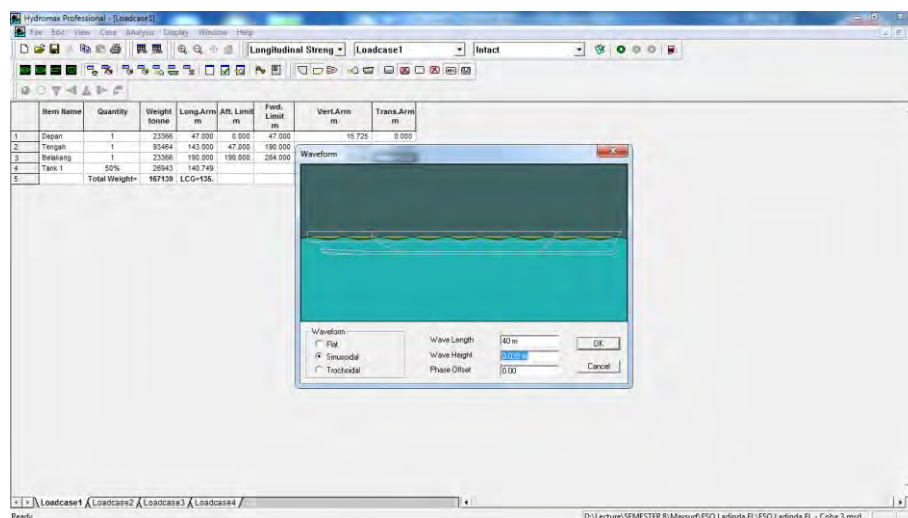 Hydromax Professional - [Loadcase1]
File Edit View Case Analysis Display Window Help
Longitudinal Streng Loadcase1 Intact
Item Name Quantity Weight tonne Long.Arm m Aft. Limit m Fwd. Limit m Vert.Arm m Trans.Arm m
1 Depan 1 23366 47.000 0.000 47.000 15.725 0.000
2 Tengah 1 93464 143.000 47.000 190.000
3 Belakang 1 23366 190.000 190.000 284.000
4 Tank 1 50% 26943 140.749
5 Total Weight= 167139 LCG=135.
Waveform
Waveform
Flat
Sinusoidal
Trochoidal
Wave Length 40 m
Wave Height
Phase Offset 0.00
OK
Cancel
Loadcase1 Loadcase2 Loadcase3 Loadcase4
Ready